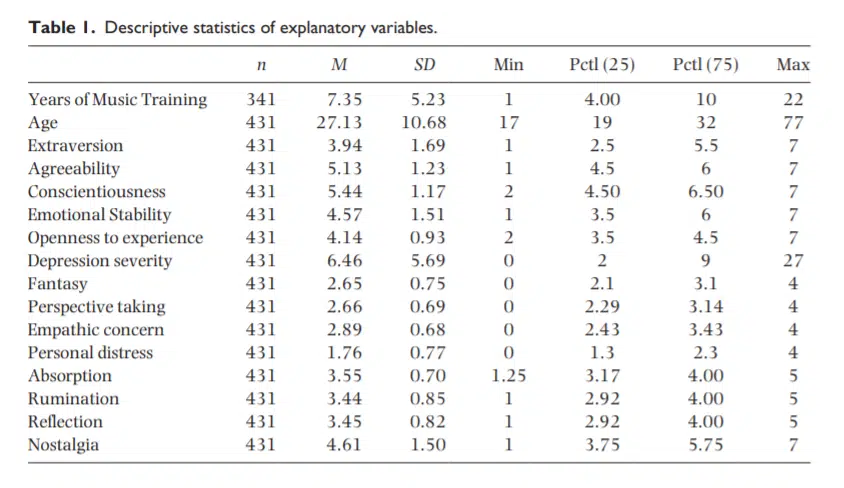 Table 1. Descriptive statistics of explanatory variables.
n M SD Min Pctl (25) Pctl (75) Max
Years of Music Training 341 7.35 5.23 1 4.00 10 22
Age 431 27.13 10.68 17 19 32 77
Extraversion 431 3.94 1.69 1 2.5 5.5 7
Agreeability 431 5.13 1.23 1 4.5 6 7
Conscientiousness 431 5.44 1.17 2 4.50 6.50 7
Emotional Stability 431 4.57 1.51 1 3.5 6 7
Openness to experience 431 4.14 0.93 2 3.5 4.5 7
Depression severity 431 6.46 5.69 0 2 9 27
Fantasy 431 2.65 0.75 0 2.1 3.1 4
Perspective taking 431 2.66 0.69 0 2.29 3.14 4
Empathic concern 431 2.89 0.68 0 2.43 3.43 4
Personal distress 431 1.76 0.77 0 1.3 2.3 4
Absorption 431 3.55 0.70 1.25 3.17 4.00 5
Rumination 431 3.44 0.85 1 2.92 4.00 5
Reflection 431 3.45 0.82 1 2.92 4.00 5
Nostalgia 431 4.61 1.50 1 3.75 5.75 7